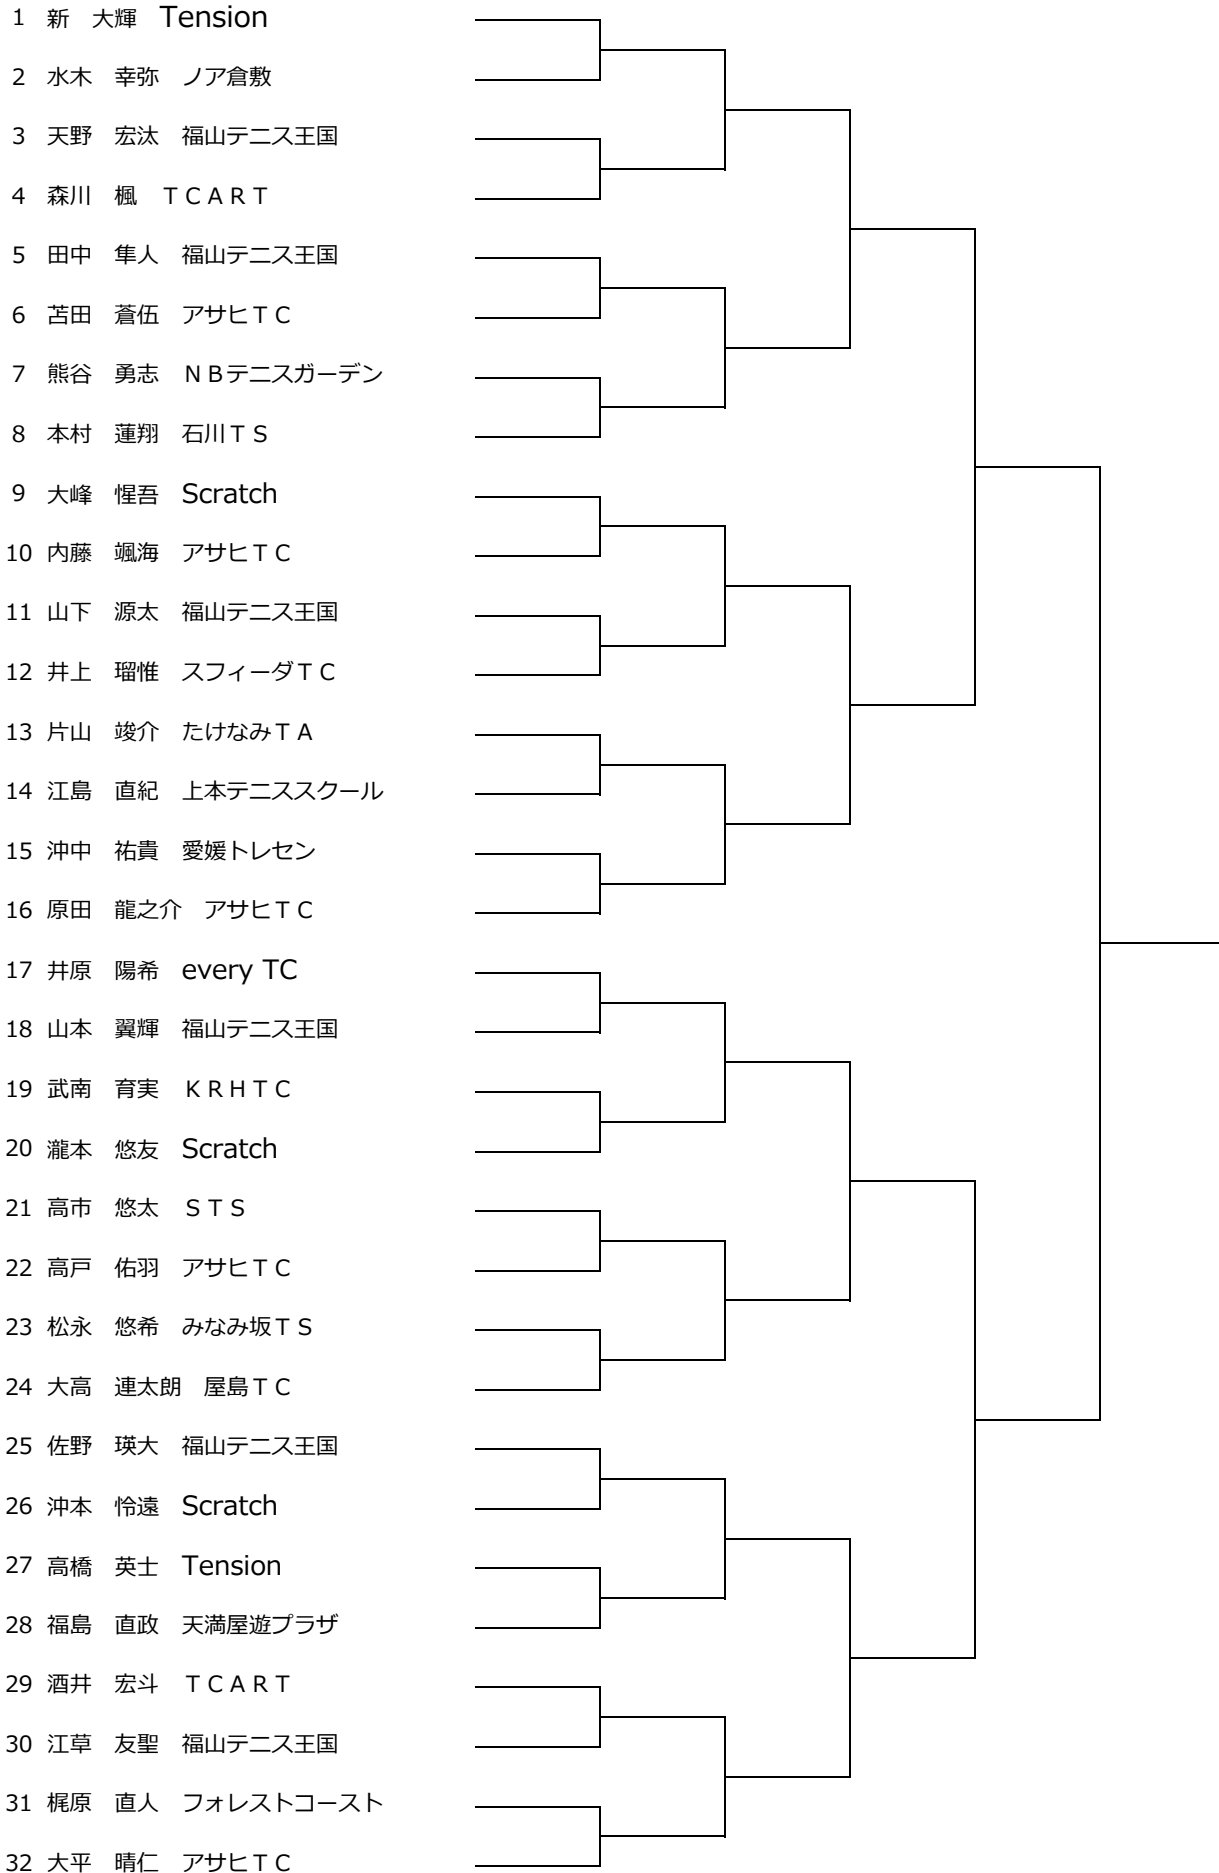 1 新　大輝　Tension
2 水木　幸弥　ノア倉敷
3 天野　宏汰　福山テニス王国
4 森川　楓　ＴＣＡＲＴ
5 田中　隼人　福山テニス王国
6 苫田　蒼伍　アサヒＴＣ
7 熊谷　勇志　ＮＢテニスガーデン
8 本村　蓮翔　石川ＴＳ
9 大峰　惺吾　Scratch
10 内藤　颯海　アサヒＴＣ
11 山下　源太　福山テニス王国
12 井上　瑠惟　スフィーダＴＣ
13 片山　竣介　たけなみＴＡ
14 江島　直紀　上本テニススクール
15 沖中　祐貴　愛媛トレセン
16 原田　龍之介　アサヒＴＣ
17 井原　陽希　every TC
18 山本　翼輝　福山テニス王国
19 武南　育実　ＫＲＨＴＣ
20 瀧本　悠友　Scratch
21 高市　悠太　ＳＴＳ
22 高戸　佑羽　アサヒＴＣ
23 松永　悠希　みなみ坂ＴＳ
24 大高　連太朗　屋島ＴＣ
25 佐野　瑛大　福山テニス王国
26 沖本　怜遠　Scratch
27 高橋　英士　Tension
28 福島　直政　天満屋遊プラザ
29 酒井　宏斗　ＴＣＡＲＴ
30 江草　友聖　福山テニス王国
31 梶原　直人　フォレストコースト
32 大平　晴仁　アサヒＴＣ